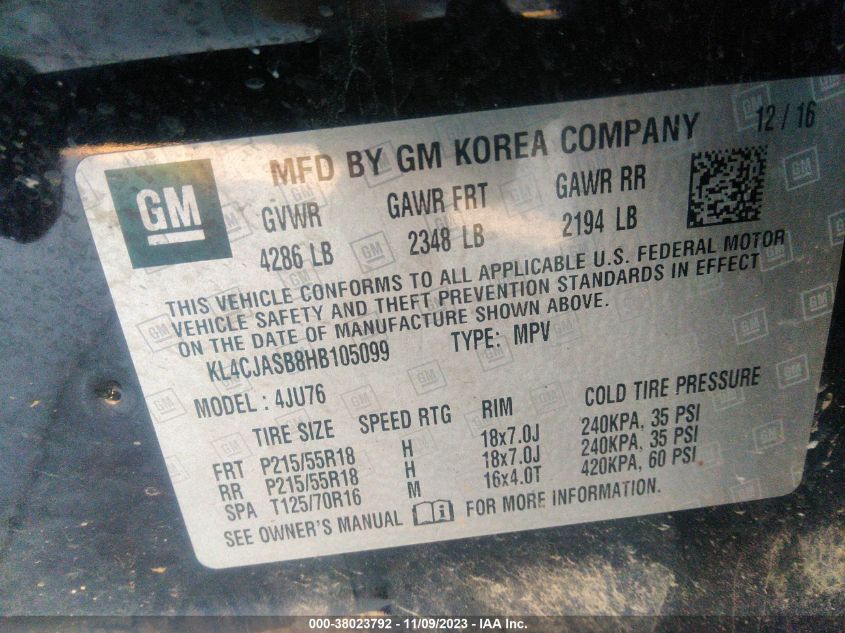 MFD BY GM KOREA COMPANY 12 / 16
GM
GVWR GAWR FRT GAWR RR
4286 LB 2348 LB 2194 LB
THIS VEHICLE CONFORMS TO ALL APPLICABLE U.S. FEDERAL MOTOR
VEHICLE SAFETY AND THEFT PREVENTION STANDARDS IN EFFECT
ON THE DATE OF MANUFACTURE SHOWN ABOVE.
KL4CJASB8HB105099 TYPE: MPV
MODEL : 4JU76
TIRE SIZE SPEED RTG RIM COLD TIRE PRESSURE
FRT P215/55R18 H 18x7.0J 240KPA, 35 PSI
RR P215/55R18 H 18x7.0J 240KPA, 35 PSI
SPA T125/70R16 M 16x4.0T 420KPA, 60 PSI
SEE OWNER'S MANUAL FOR MORE INFORMATION.
000-38023792 - 11/09/2023 - IAA Inc.